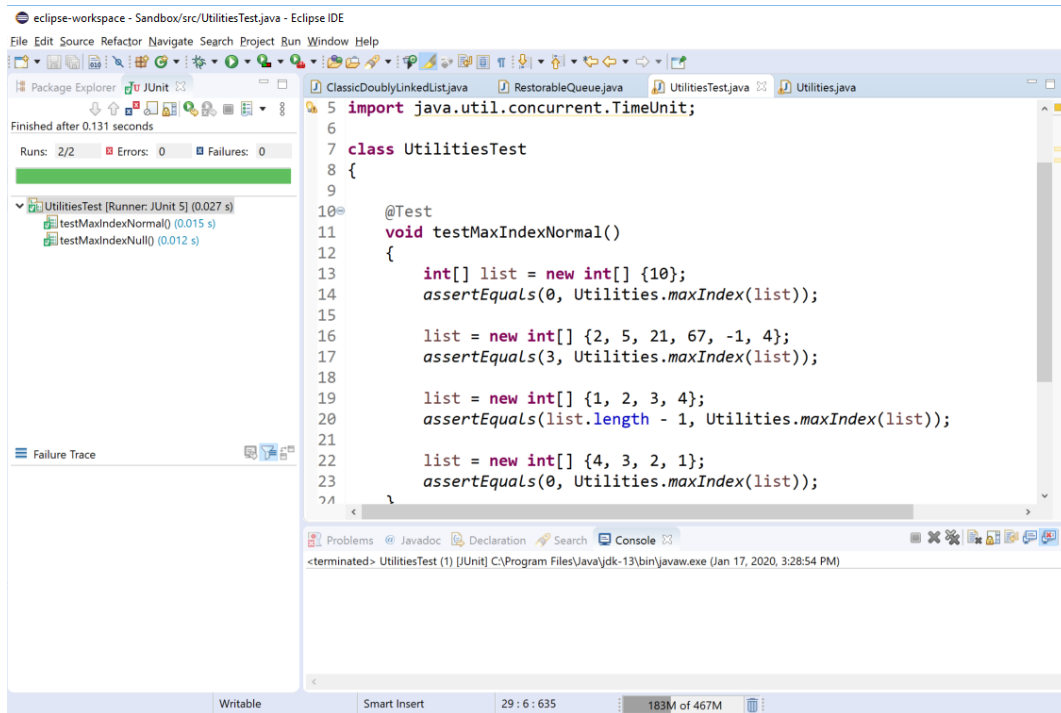 eclipse-workspace - Sandbox/src/UtilitiesTest.java - Eclipse IDE
File Edit Source Refactor Navigate Search Project Run Window Help
Package Explorer JUnit
Finished after 0.131 seconds
Runs: 2/2 Errors: 0 Failures: 0
UtilitiesTest [Runner: JUnit 5] (0.027 s)
testMaxIndexNormal() (0.015 s)
testMaxIndexNull() (0.012 s)
Failure Trace
ClassicDoublyLinkedList.java RestorableQueue.java UtilitiesTest.java Utilities.java
5 import java.util.concurrent.TimeUnit;
6
7 class UtilitiesTest
8 {
9
10 @Test
11 void testMaxIndexNormal()
12 {
13 int[] list = new int[] {10};
14 assertEquals(0, Utilities.maxIndex(list));
15
16 list = new int[] {2, 5, 21, 67, -1, 4};
17 assertEquals(3, Utilities.maxIndex(list));
18
19 list = new int[] {1, 2, 3, 4};
20 assertEquals(list.length - 1, Utilities.maxIndex(list));
21
22 list = new int[] {4, 3, 2, 1};
23 assertEquals(0, Utilities.maxIndex(list));
24 }
Problems Javadoc Declaration Search Console
<terminated> UtilitiesTest (1) [JUnit] C:\Program Files\Java\jdk-13\bin\javaw.exe (Jan 17, 2020, 3:28:54 PM)
Writable Smart Insert 29 : 6 : 635 183M of 467M